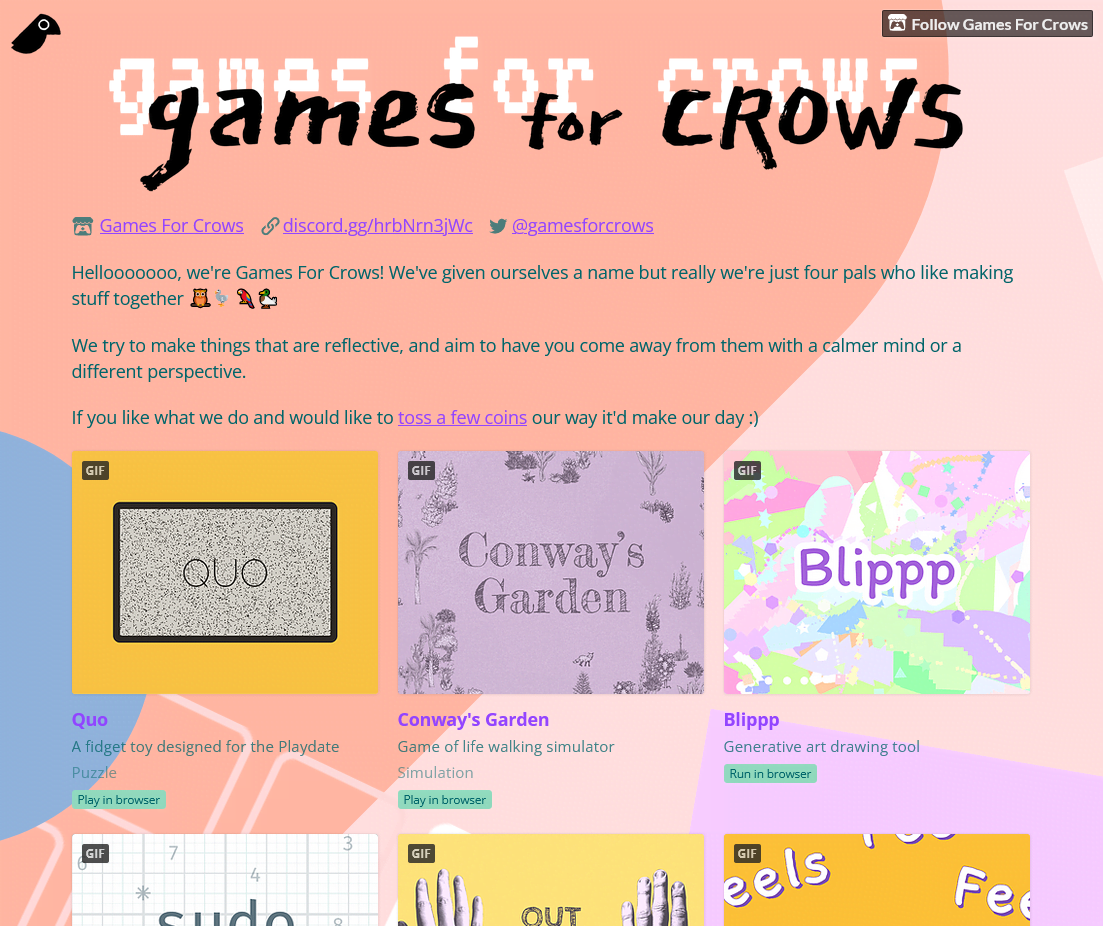 Follow Games For Crows
games for crows
games for crows
Games For Crows discord.gg/hrbNrn3jWc @gamesforcrows
Hellooooooo, we're Games For Crows! We've given ourselves a name but really we're just four pals who like making
stuff together
We try to make things that are reflective, and aim to have you come away from them with a calmer mind or a
different perspective.
If you like what we do and would like to toss a few coins our way it'd make our day :)
GIF
QUO
GIF
Conway's
Garden
GIF
Blippp
Quo
A fidget toy designed for the Playdate
Puzzle
Play in browser
Conway's Garden
Game of life walking simulator
Simulation
Play in browser
Blippp
Generative art drawing tool
Run in browser
GIF
6
7
3
4
8
sudo
GIF
OUT
GIF
eels
Fee